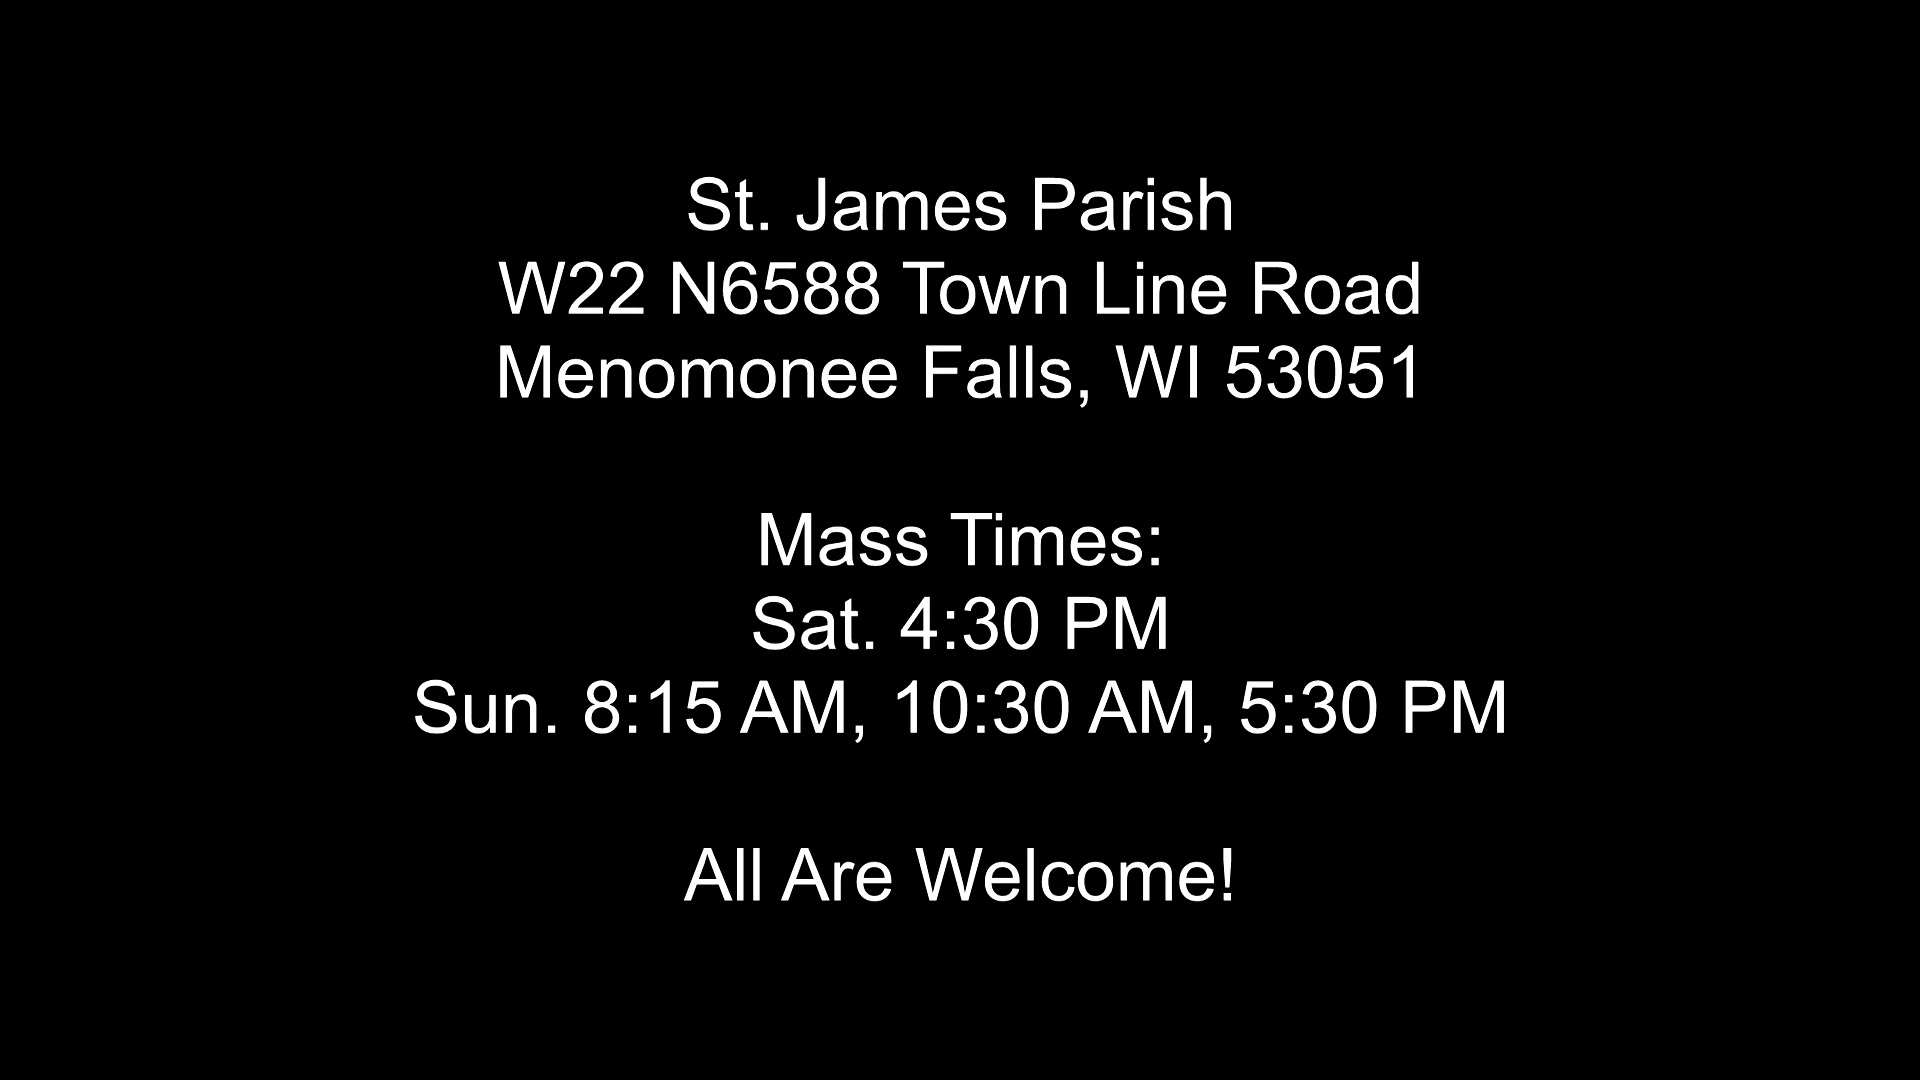 St. James Parish
W22 N6588 Town Line Road
Menomonee Falls, WI 53051
Mass Times:
Sat. 4:30 PM
Sun. 8:15 AM, 10:30 AM, 5:30 PM
All Are Welcome!